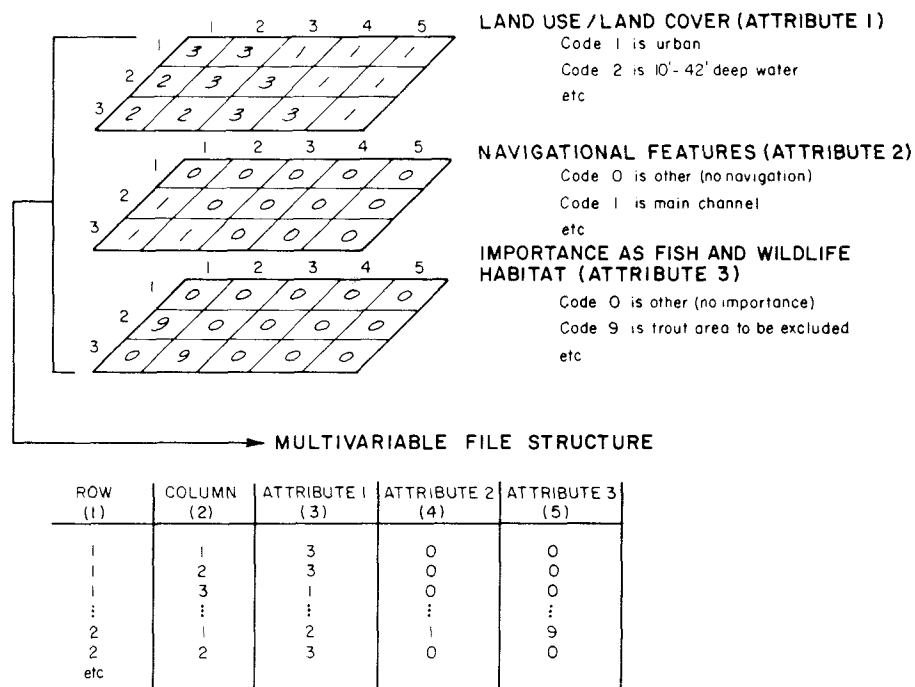 1 2 3 4 5
LAND USE/LAND COVER (ATTRIBUTE 1)
1 3 3 1 1 1
Code 1 is urban
2 2 3 3 1 1
Code 2 is 10'-42' deep water
3 2 2 3 3 1
etc
1 2 3 4 5
NAVIGATIONAL FEATURES (ATTRIBUTE 2)
1 0 0 0 0 0
Code 0 is other (no navigation)
2 1 0 0 0 0
Code 1 is main channel
3 1 1 0 0 0
etc
1 2 3 4 5
IMPORTANCE AS FISH AND WILDLIFE
HABITAT (ATTRIBUTE 3)
1 0 0 0 0 0
Code 0 is other (no importance)
2 9 0 0 0 0
Code 9 is trout area to be excluded
3 0 9 0 0 0
etc
MULTIVARIABLE FILE STRUCTURE
ROW COLUMN ATTRIBUTE 1 ATTRIBUTE 2 ATTRIBUTE 3
(1) (2) (3) (4) (5)
1 1 3 0 0
1 2 3 0 0
1 3 1 0 0
⋮ ⋮ ⋮ ⋮ ⋮
2 1 2 1 9
2 2 3 0 0
etc